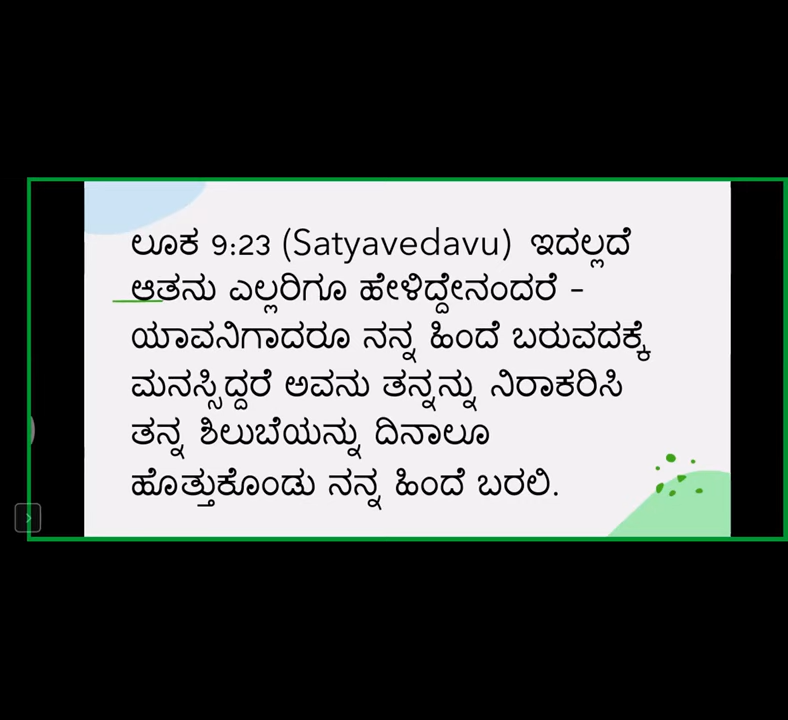 ಲೂಕ 9:23 (Satyavedavu) ಇದಲ್ಲದೆ
ಆತನು ಎಲ್ಲರಿಗೂ ಹೇಳಿದ್ದೇನಂದರೆ -
ಯಾವನಿಗಾದರೂ ನನ್ನ ಹಿಂದೆ ಬರುವದಕ್ಕೆ
ಮನಸ್ಸಿದ್ದರೆ ಅವನು ತನ್ನನ್ನು ನಿರಾಕರಿಸಿ
ತನ್ನ ಶಿಲುಬೆಯನ್ನು ದಿನಾಲೂ
ಹೊತ್ತುಕೊಂಡು ನನ್ನ ಹಿಂದೆ ಬರಲಿ.